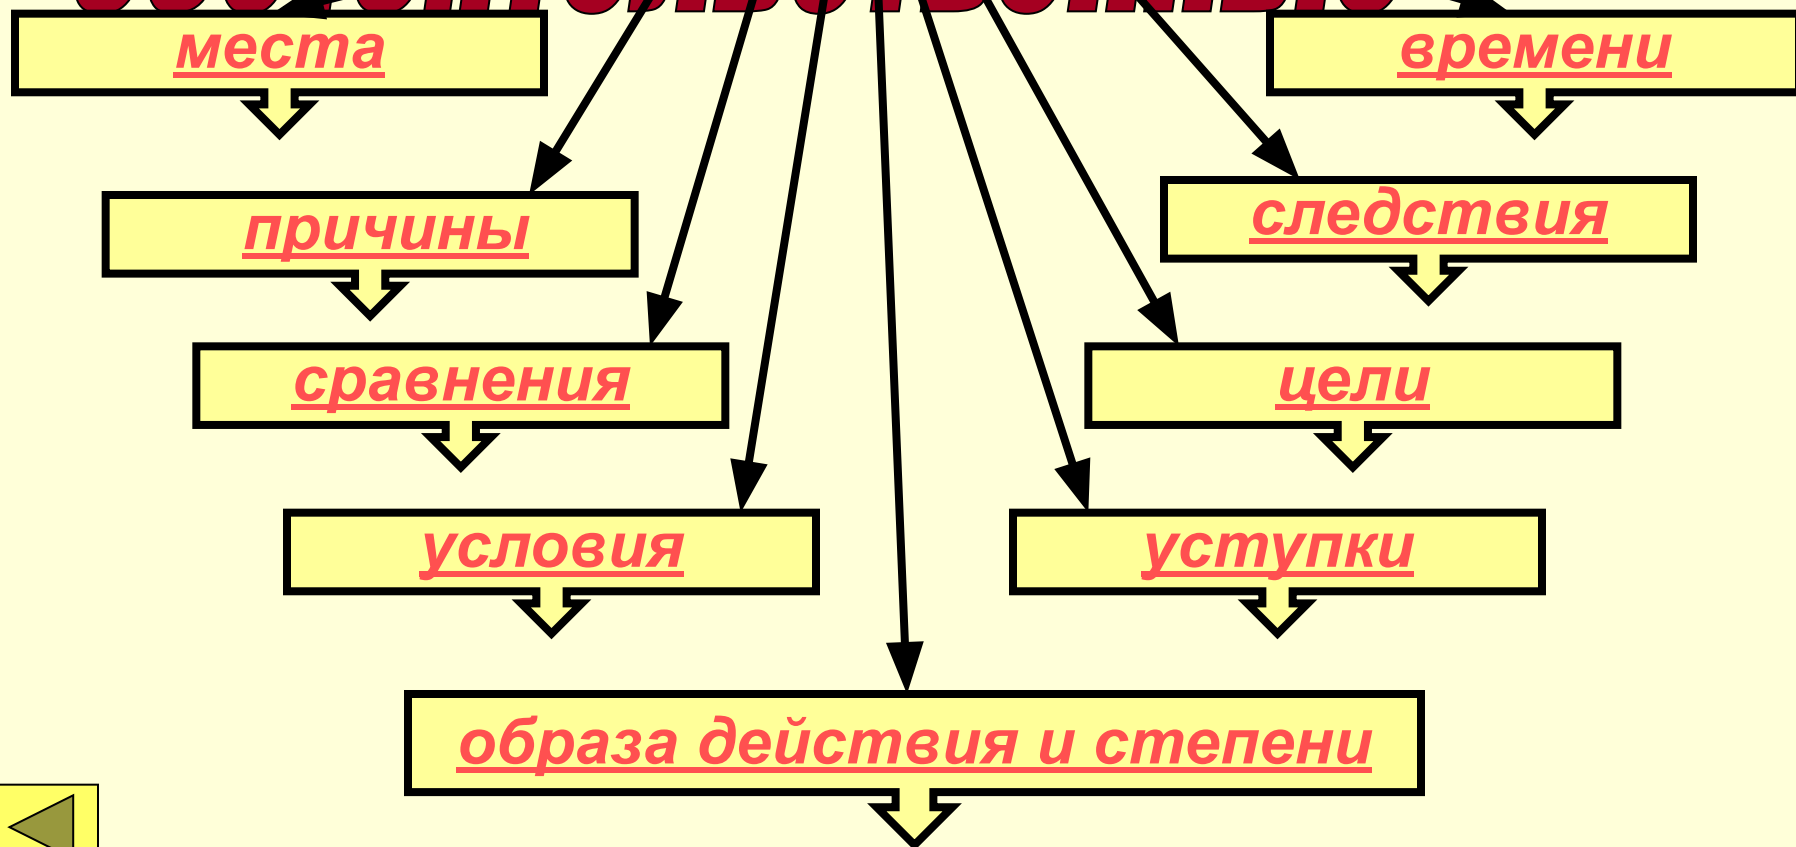 места
времени
причины
следствия
сравнения
цели
условия
уступки
образа действия и степени